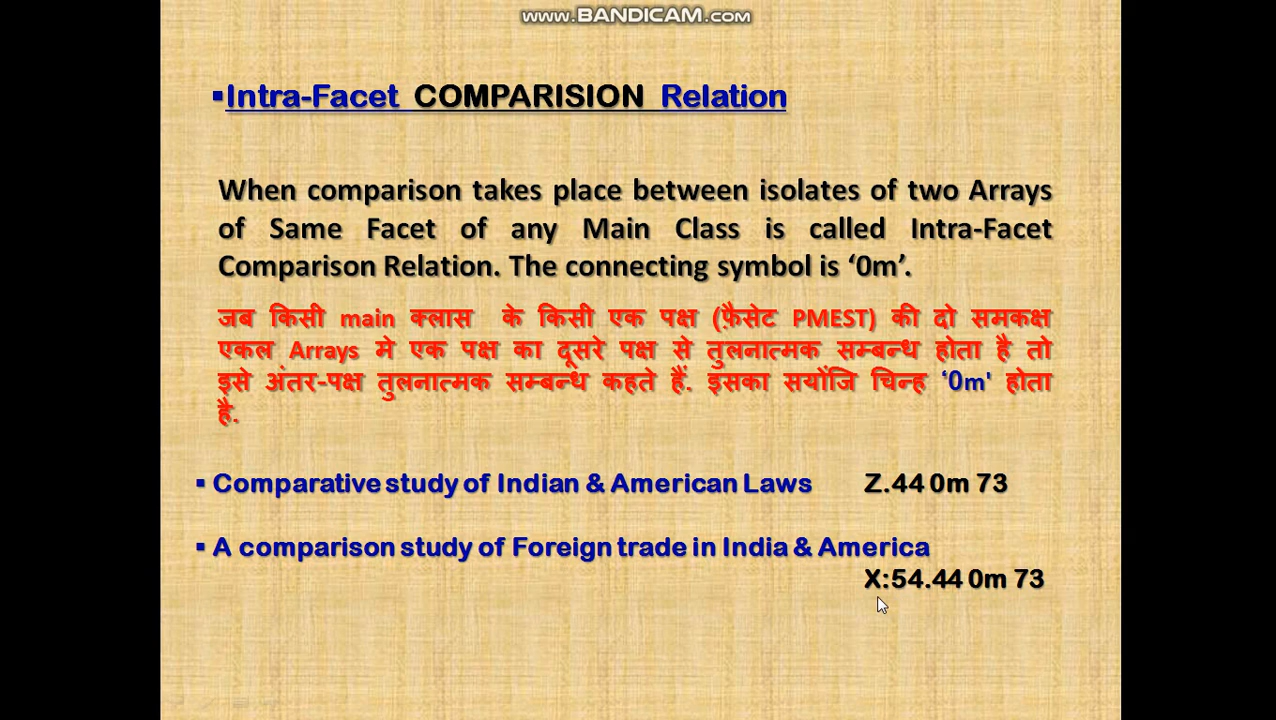 www.BANDICAM.com
▪Intra-Facet COMPARISION Relation
When comparison takes place between isolates of two Arrays
of Same Facet of any Main Class is called Intra-Facet
Comparison Relation. The connecting symbol is ‘0m’.
जब किसी main क्लास के किसी एक पक्ष (फ़ैसेट PMEST) की दो समकक्ष
एकल Arrays मे एक पक्ष का दूसरे पक्ष से तुलनात्मक सम्बन्ध होता है तो
इसे अंतर-पक्ष तुलनात्मक सम्बन्ध कहते हैं. इसका सयोंजि चिन्ह ‘0m' होता
है.
▪ Comparative study of Indian & American Laws Z.44 0m 73
▪ A comparison study of Foreign trade in India & America
X:54.44 0m 73